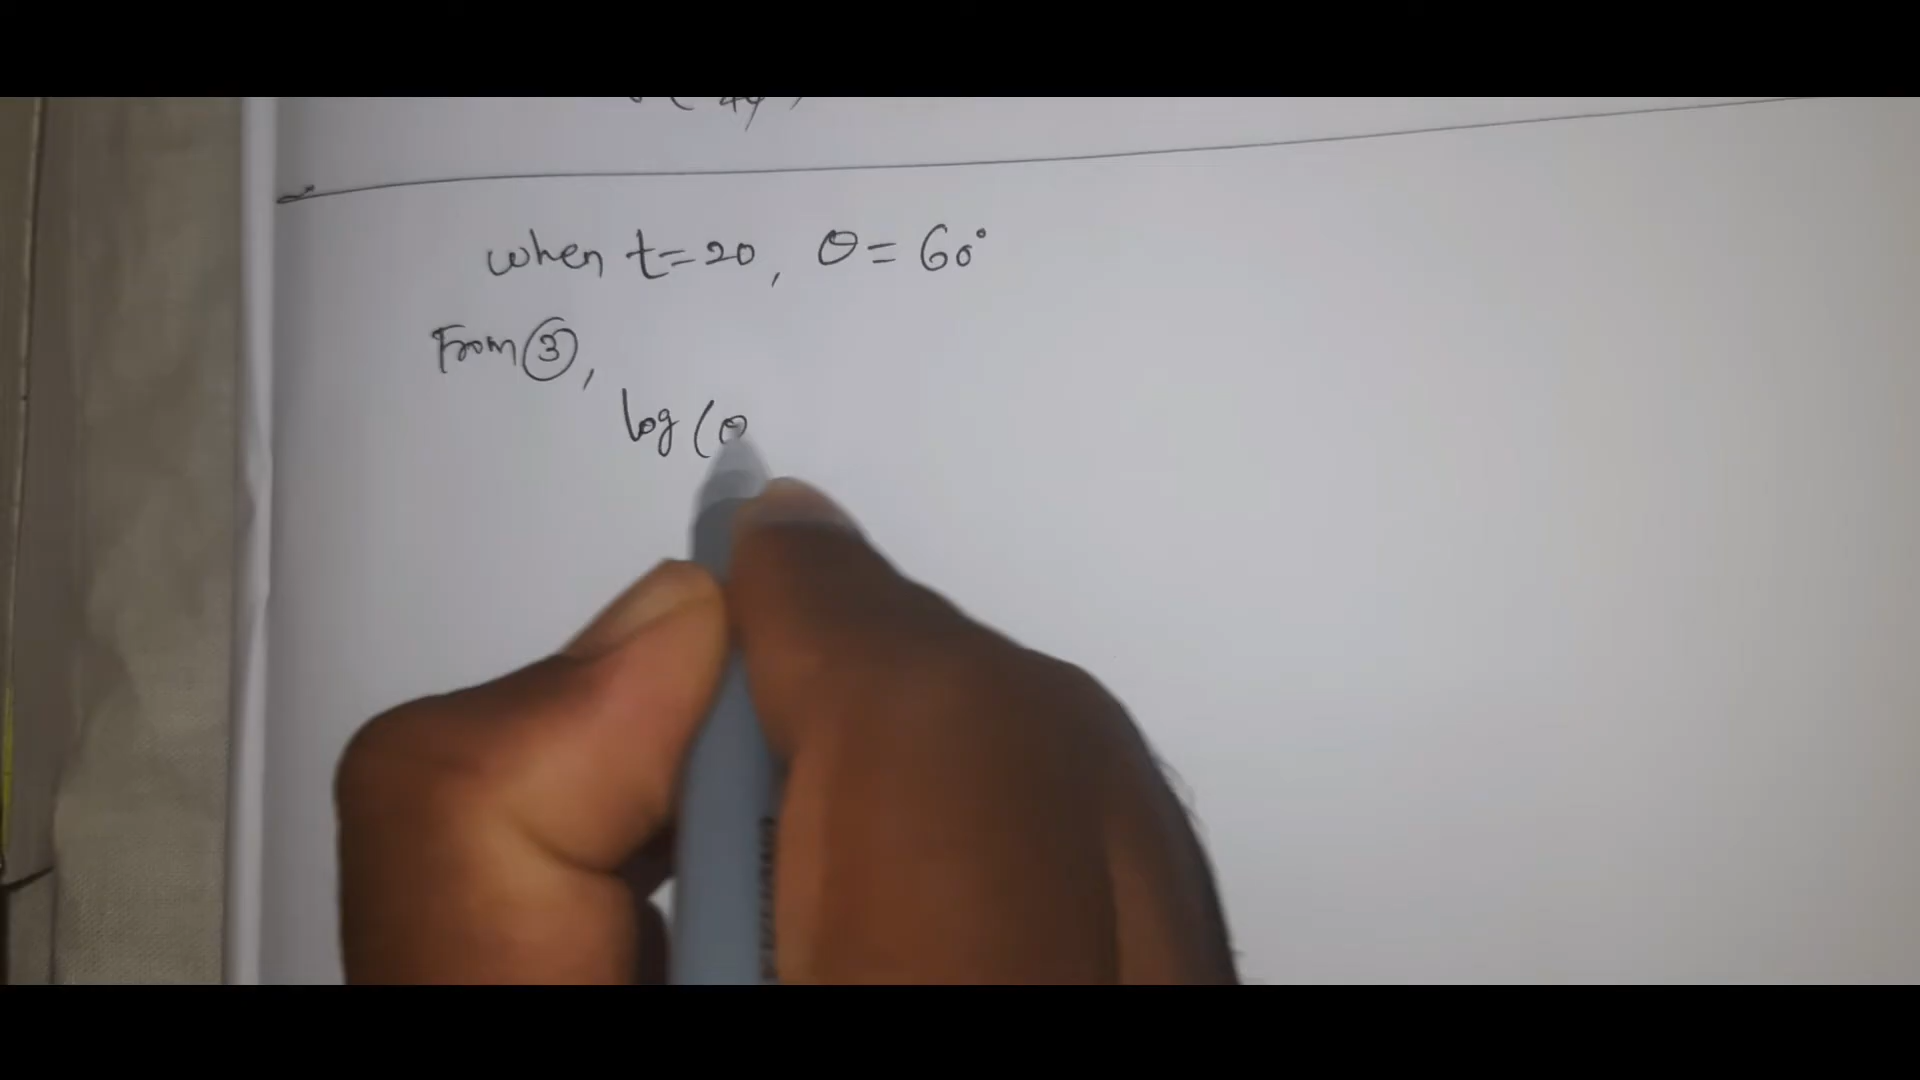 when t=20, θ= 60°
From ③,
log (θ